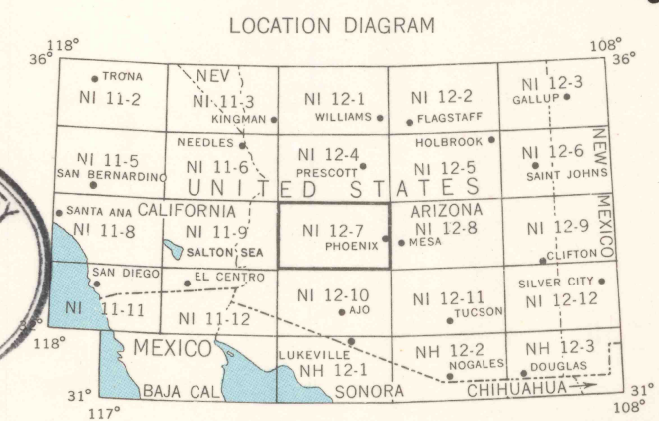 LOCATION DIAGRAM
118° 108°
36° 36°
TRONA
NI 11-2
NEV
NI 11-3
KINGMAN
NI 12-1
WILLIAMS
NI 12-2
FLAGSTAFF
NI 12-3
GALLUP
NI 11-5
SAN BERNARDINO
NEEDLES
NI 11-6
NI 12-4
PRESCOTT
HOLBROOK
NI 12-5
NI 12-6
SAINT JOHNS
NEW MEXICO
UNITED STATES
SANTA ANA
CALIFORNIA
NI 11-8
NI 11-9
SALTON SEA
NI 12-7
PHOENIX
ARIZONA
NI 12-8
MESA
NI 12-9
CLIFTON
SAN DIEGO
NI 11-11
EL CENTRO
NI 11-12
NI 12-10
AJO
NI 12-11
TUCSON
SILVER CITY
NI 12-12
118°
MEXICO
LUKEVILLE
NH 12-1
NH 12-2
NOGALES
NH 12-3
DOUGLAS
31° 31°
BAJA CAL
SONORA
CHIHUAHUA
117° 108°